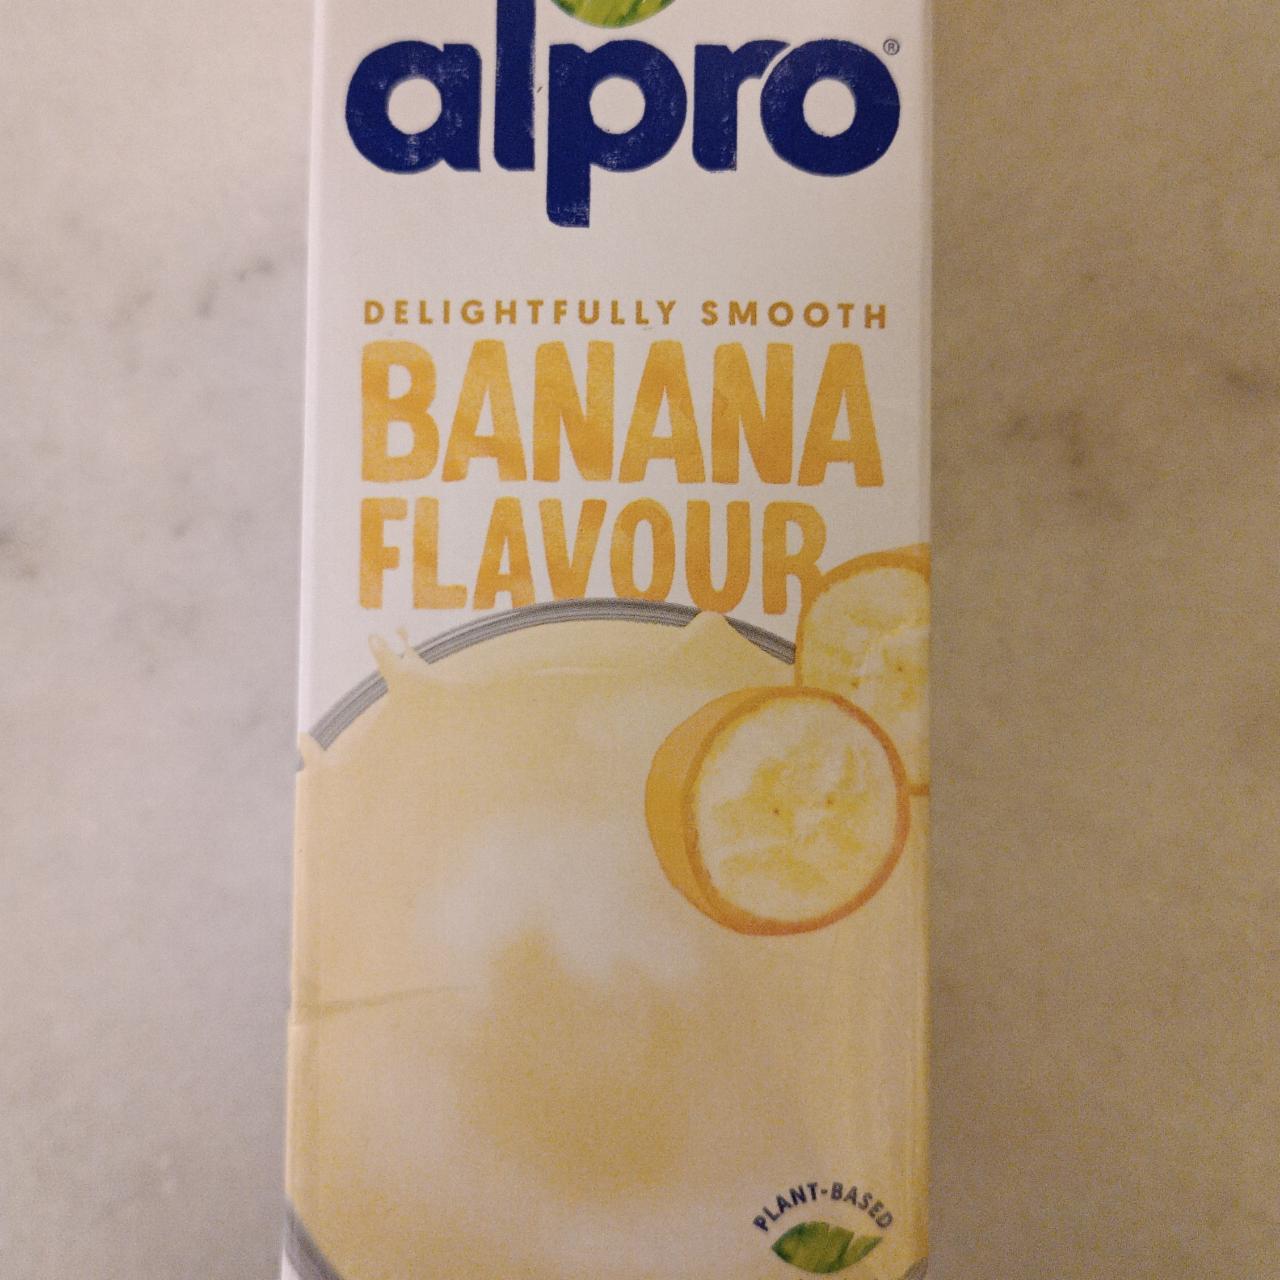 alpro®
DELIGHTFULLY SMOOTH
BANANA
FLAVOUR
PLANT-BASED